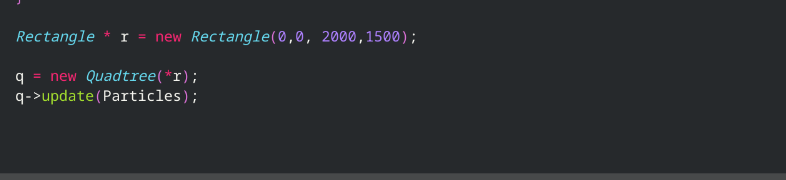 }
Rectangle * r = new Rectangle(0,0, 2000,1500);
q = new Quadtree(*r);
q->update(Particles);